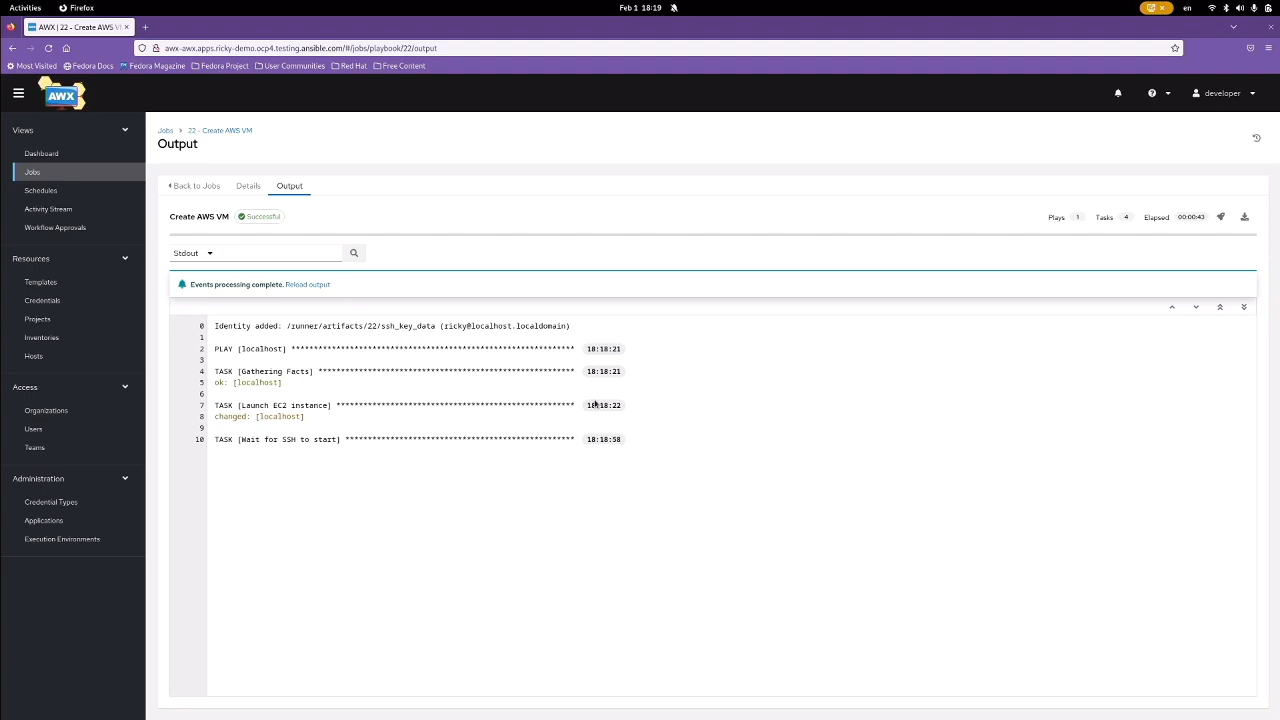 Activities Firefox Feb 1 18:19 en
AWX | 22 - Create AWS VM
awx-awx.apps.ricky-demo.ocp4.testing.ansible.com/#/jobs/playbook/22/output
Most Visited Fedora Docs Fedora Magazine Fedora Project User Communities Red Hat Free Content
AWX developer
Views
Dashboard
Jobs
Schedules
Activity Stream
Workflow Approvals
Resources
Templates
Credentials
Projects
Inventories
Hosts
Access
Organizations
Users
Teams
Administration
Credential Types
Applications
Execution Environments
Jobs 22 - Create AWS VM
Output
Back to Jobs Details Output
Create AWS VM Successful Plays 1 Tasks 4 Elapsed 00:00:43
Stdout
Events processing complete. Reload output
0 Identity added: /runner/artifacts/22/ssh_key_data (ricky@localhost.localdomain)
1
2 PLAY [localhost] *************************************************************** 18:18:21
3
4 TASK [Gathering Facts] ********************************************************* 18:18:21
5 ok: [localhost]
6
7 TASK [Launch EC2 instance] ***************************************************** 18:18:22
8 changed: [localhost]
9
10 TASK [Wait for SSH to start] *************************************************** 18:18:58